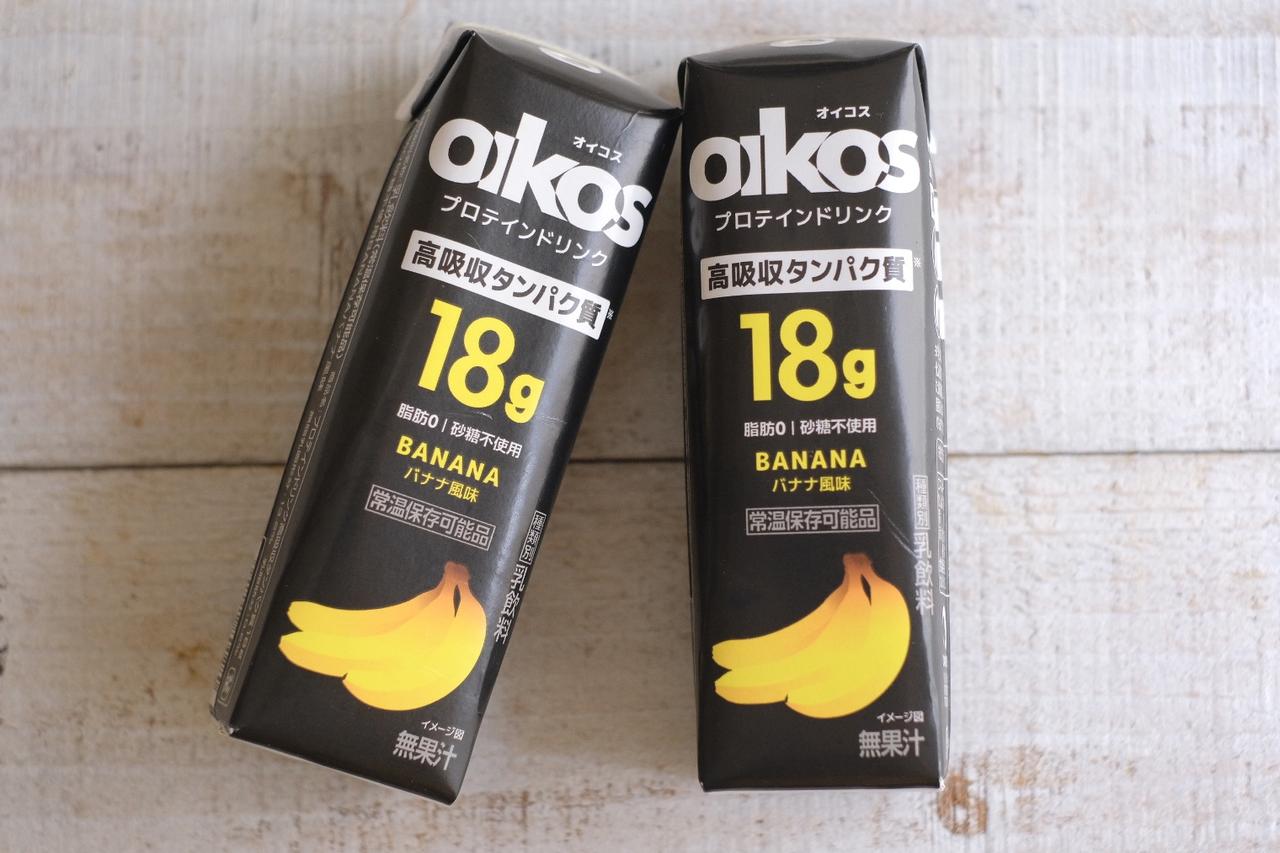 オイコス
oikos
プロテインドリンク
高吸収タンパク質※
18g
脂肪0 | 砂糖不使用
BANANA
バナナ風味
常温保存可能品
種類別 乳飲料
イメージ図
無果汁
オイコス
oikos
プロテインドリンク
高吸収タンパク質※
18g
脂肪0 | 砂糖不使用
BANANA
バナナ風味
常温保存可能品
種類別 乳飲料
イメージ図
無果汁